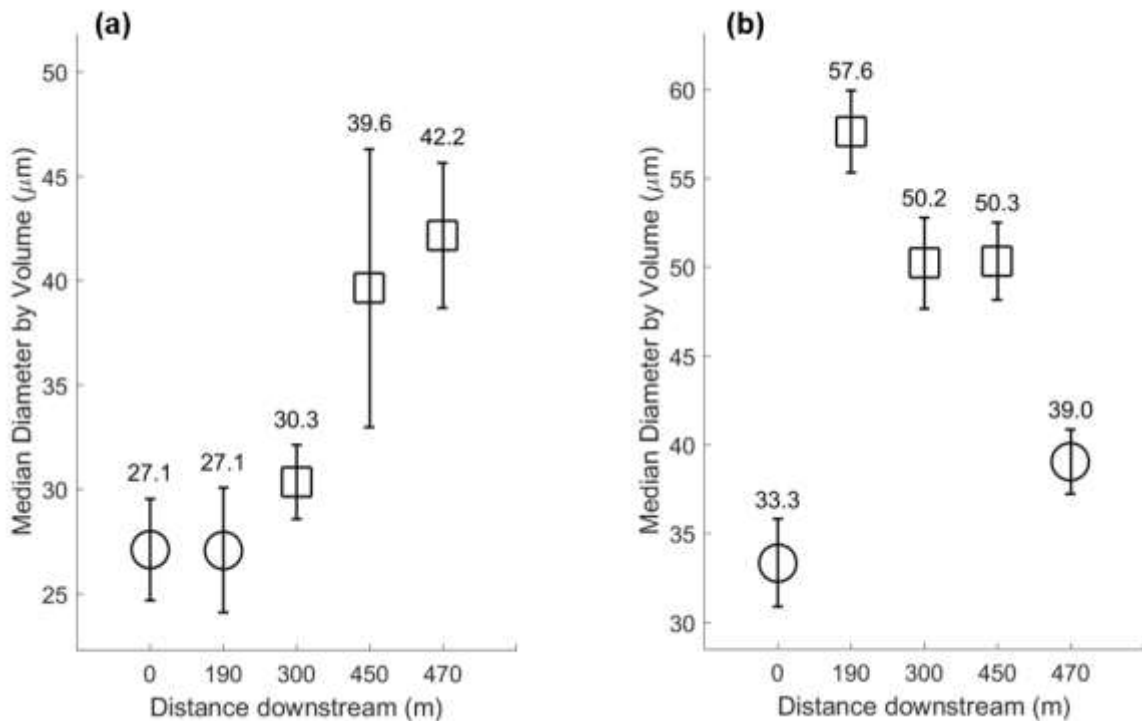 (a)
Median Diameter by Volume (μm)
50
45
40
35
30
25
27.1
27.1
30.3
39.6
42.2
0 190 300 450 470
Distance downstream (m)
(b)
Median Diameter by Volume (μm)
60
55
50
45
40
35
30
33.3
57.6
50.2
50.3
39.0
0 190 300 450 470
Distance downstream (m)